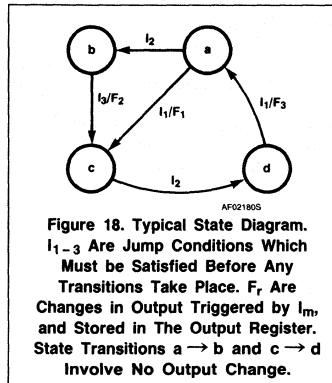 b
I2
a
I3/F2
I1/F1
I1/F3
c
I2
d
AF02180S
Figure 18. Typical State Diagram.
I1–3 Are Jump Conditions Which
Must be Satisfied Before Any
Transitions Take Place. Fr Are
Changes in Output Triggered by Im,
and Stored in The Output Register.
State Transitions a → b and c → d
Involve No Output Change.